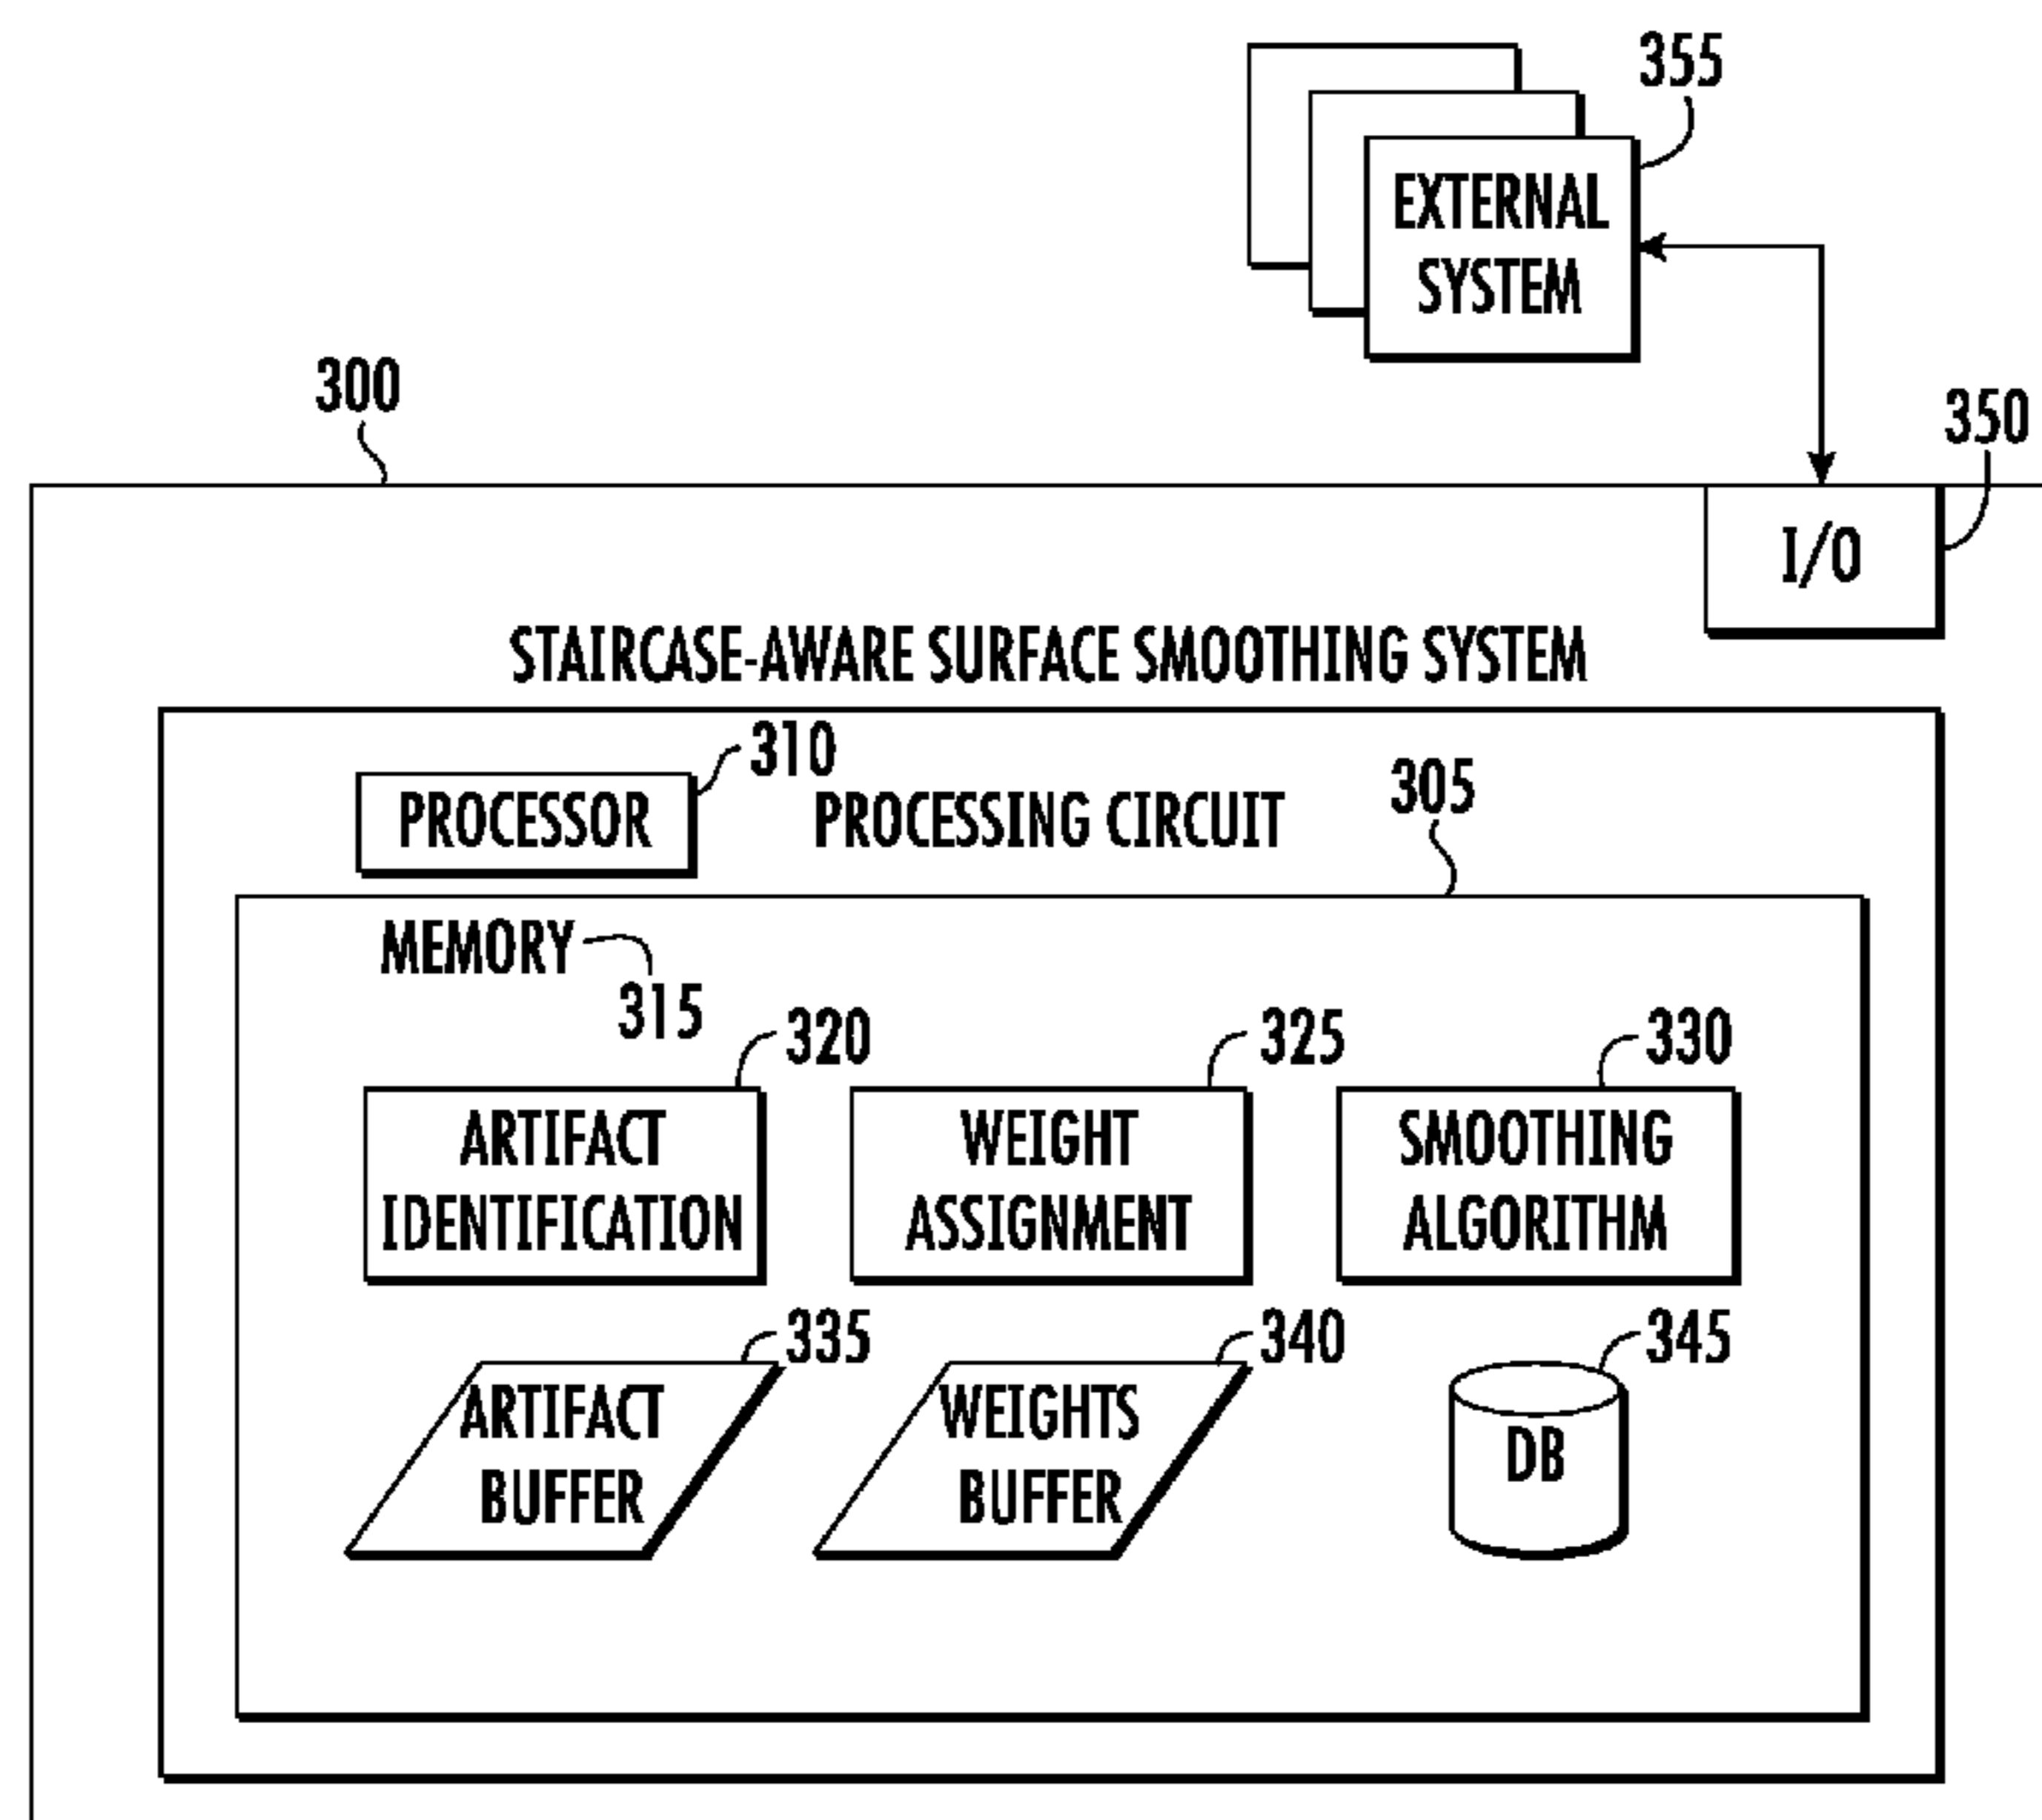 355
EXTERNAL
SYSTEM
300
350
I/O
STAIRCASE-AWARE SURFACE SMOOTHING SYSTEM
310
PROCESSOR
PROCESSING CIRCUIT
305
MEMORY
315
320
325
330
ARTIFACT
IDENTIFICATION
WEIGHT
ASSIGNMENT
SMOOTHING
ALGORITHM
335
340
345
ARTIFACT
BUFFER
WEIGHTS
BUFFER
DB